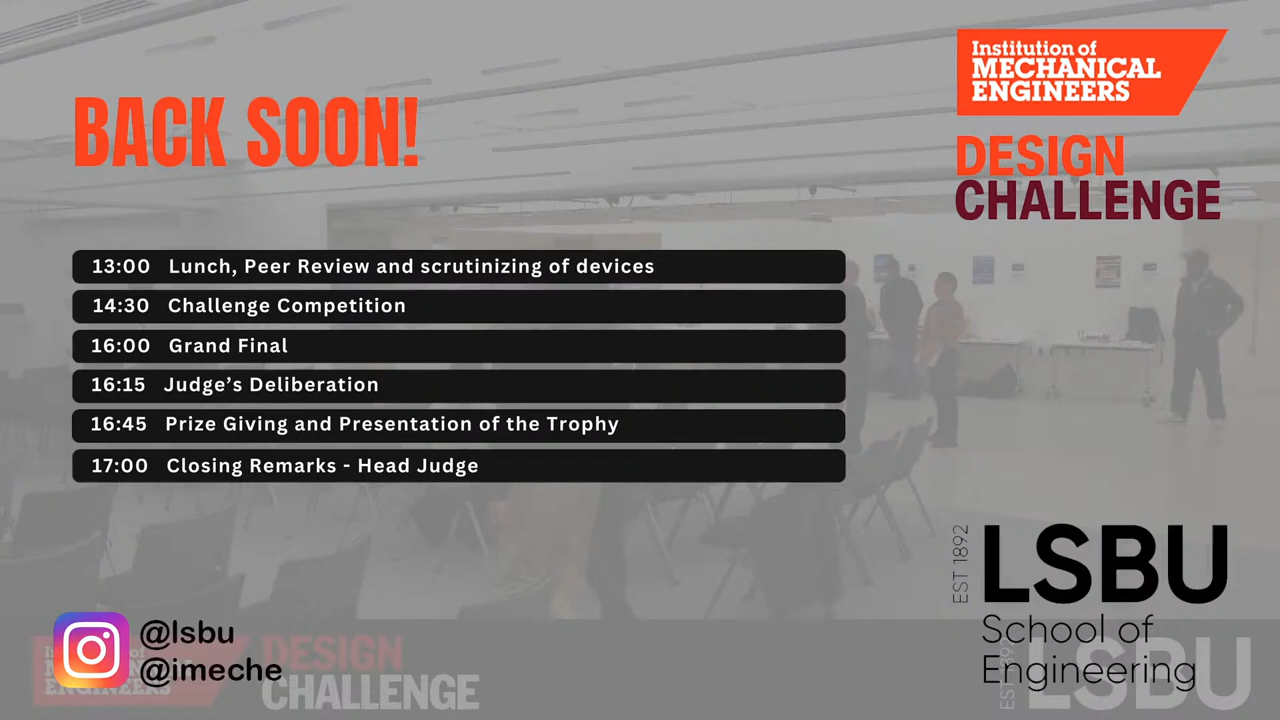 BACK SOON!
Institution of
MECHANICAL
ENGINEERS
DESIGN
CHALLENGE
13:00 Lunch, Peer Review and scrutinizing of devices
14:30 Challenge Competition
16:00 Grand Final
16:15 Judge’s Deliberation
16:45 Prize Giving and Presentation of the Trophy
17:00 Closing Remarks - Head Judge
EST 1892
LSBU
School of
Engineering
@lsbu
@imeche
DESIGN
CHALLENGE
ENGINEERS
LSBU